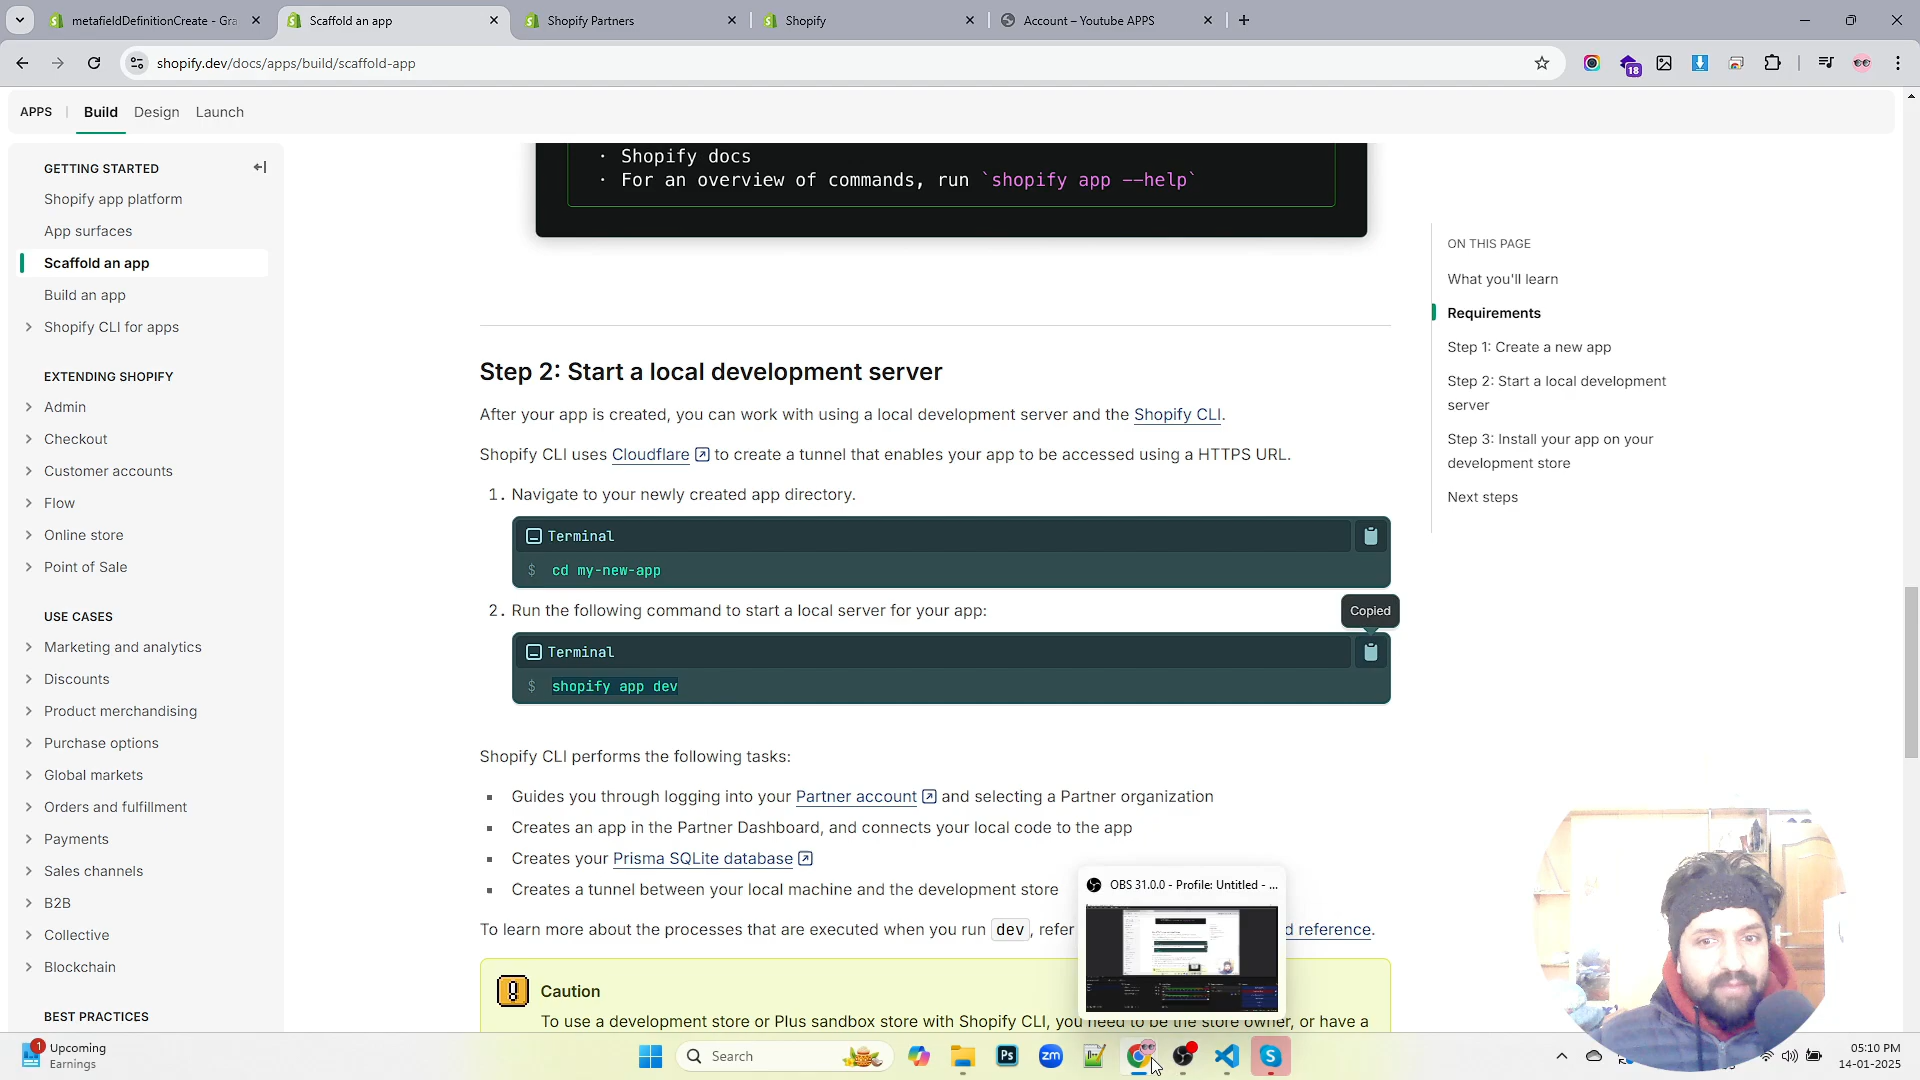 metafieldDefinitionCreate - Gra
Scaffold an app
Shopify Partners
Shopify
Account – Youtube APPS
shopify.dev/docs/apps/build/scaffold-app
18
APPS
Build
Design
Launch
GETTING STARTED
Shopify app platform
App surfaces
Scaffold an app
Build an app
Shopify CLI for apps
EXTENDING SHOPIFY
Admin
Checkout
Customer accounts
Flow
Online store
Point of Sale
USE CASES
Marketing and analytics
Discounts
Product merchandising
Purchase options
Global markets
Orders and fulfillment
Payments
Sales channels
B2B
Collective
Blockchain
BEST PRACTICES
· Shopify docs
· For an overview of commands, run `shopify app --help`
Step 2: Start a local development server
After your app is created, you can work with using a local development server and the Shopify CLI.
Shopify CLI uses Cloudflare to create a tunnel that enables your app to be accessed using a HTTPS URL.
1. Navigate to your newly created app directory.
Terminal
$ cd my-new-app
2. Run the following command to start a local server for your app:
Copied
Terminal
$ shopify app dev
Shopify CLI performs the following tasks:
Guides you through logging into your Partner account and selecting a Partner organization
Creates an app in the Partner Dashboard, and connects your local code to the app
Creates your Prisma SQLite database
Creates a tunnel between your local machine and the development store
To learn more about the processes that are executed when you run dev, refer
reference.
Caution
To use a development store or Plus sandbox store with Shopify CLI, you need to be the store owner, or have a
OBS 31.0.0 - Profile: Untitled - ...
ON THIS PAGE
What you'll learn
Requirements
Step 1: Create a new app
Step 2: Start a local development
server
Step 3: Install your app on your
development store
Next steps
1
Upcoming
Earnings
Search
Ps
zm
05:10 PM
14-01-2025